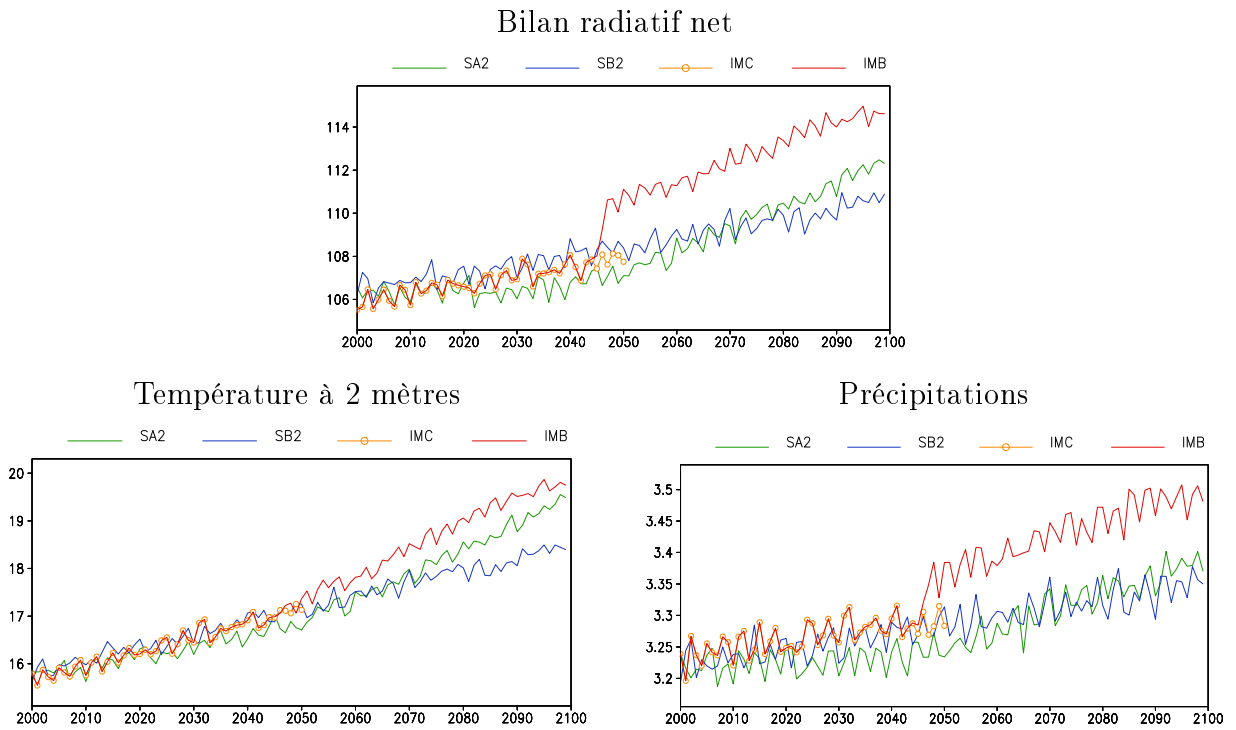 Bilan radiatif net
SA2 SB2 IMC IMB
114
112
110
108
106
2000 2010 2020 2030 2040 2050 2060 2070 2080 2090 2100
Température à 2 mètres
SA2 SB2 IMC IMB
20
19
18
17
16
2000 2010 2020 2030 2040 2050 2060 2070 2080 2090 2100
Précipitations
SA2 SB2 IMC IMB
3.5
3.45
3.4
3.35
3.3
3.25
3.2
2000 2010 2020 2030 2040 2050 2060 2070 2080 2090 2100